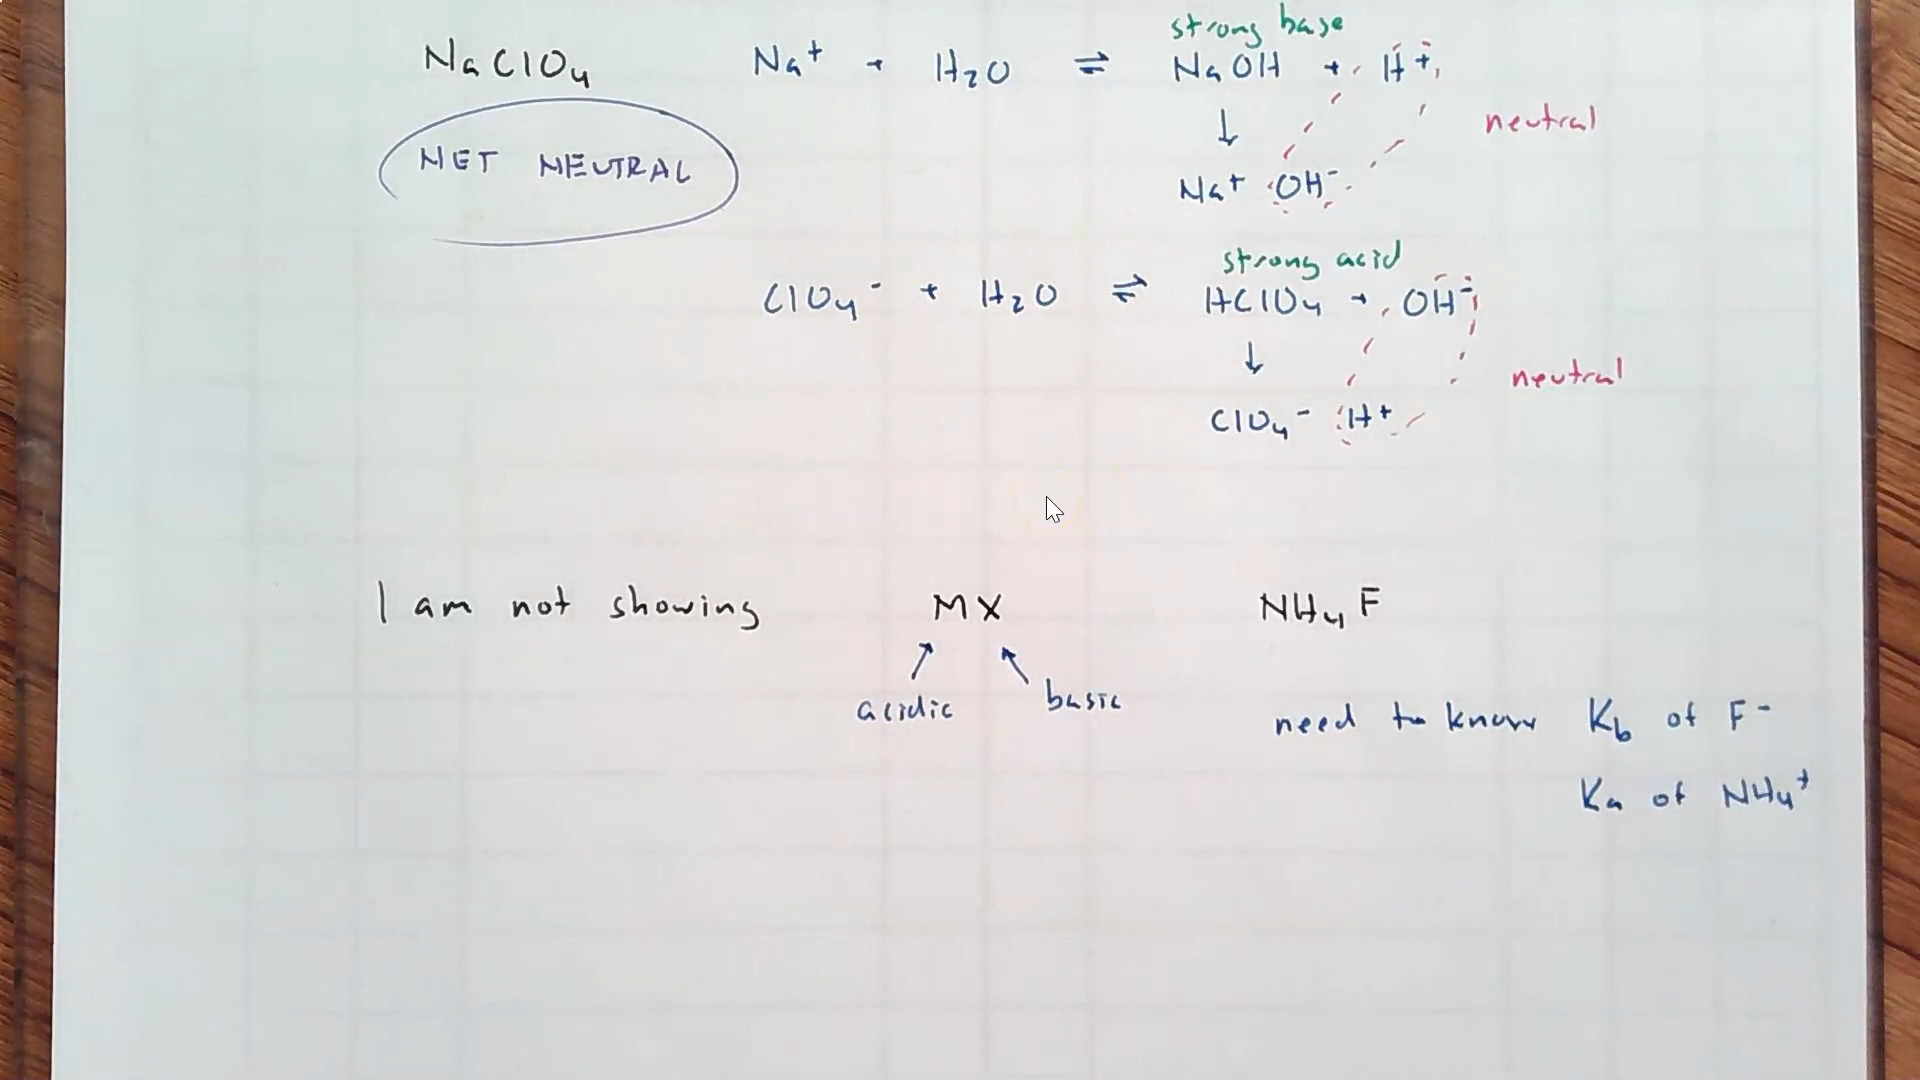 strong base
NaClO₄ Na⁺ + H₂O ⇌ NaOH + H⁺
↓ neutral
NET NEUTRAL
Na⁺ OH⁻
strong acid
ClO₄⁻ + H₂O ⇌ HClO₄ + OH⁻
↓ neutral
ClO₄⁻ H⁺
I am not showing MX NH₄F
acidic basic
need to know Kb of F⁻
Ka of NH₄⁺